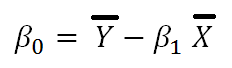 β₀ = Y̅ − β₁ X̅